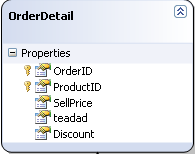 OrderDetail
Properties
OrderID
ProductID
SellPrice
teadad
Discount